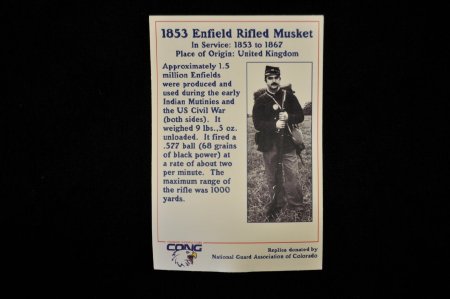 1853 Enfield Rifled Musket
In Service: 1853 to 1867
Place of Origin: United Kingdom
Approximately 1.5
million Enfields
were produced and
used during the early
Indian Mutinies and
the US Civil War
(both sides). It
weighed 9 lbs.,3 oz.
unloaded. It fired a
.577 ball (68 grains
of black power) at
a rate of about two
per minute. The
maximum range of
the rifle was 1000
yards.
CONG
Replica donated by
National Guard Association of Colorado